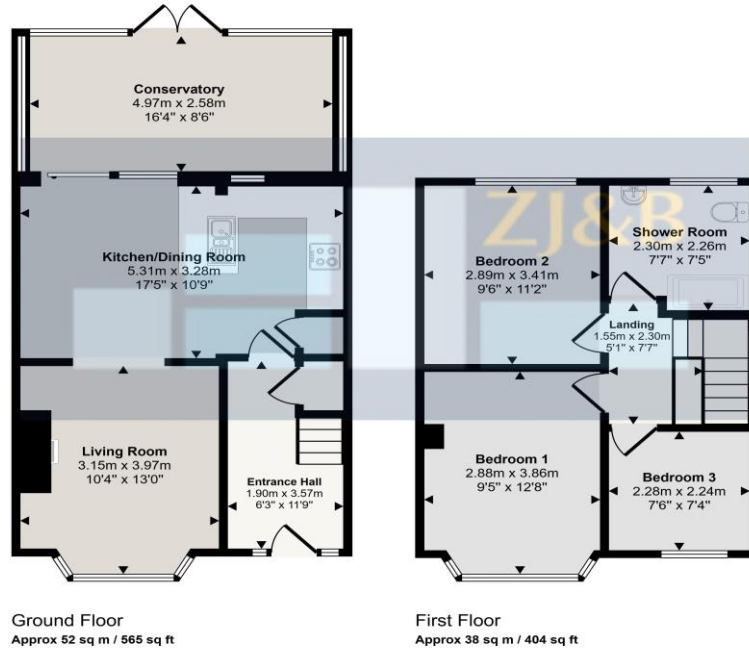 Conservatory
4.97m x 2.58m
16'4" x 8'6"
Kitchen/Dining Room
5.31m x 3.28m
17'5" x 10'9"
Living Room
3.15m x 3.97m
10'4" x 13'0"
Entrance Hall
1.90m x 3.57m
6'3" x 11'9"
Ground Floor
Approx 52 sq m / 565 sq ft
ZJ&B
Bedroom 2
2.89m x 3.41m
9'6" x 11'2"
Shower Room
2.30m x 2.26m
7'7" x 7'5"
Landing
1.55m x 2.30m
5'1" x 7'7"
Bedroom 1
2.88m x 3.86m
9'5" x 12'8"
Bedroom 3
2.28m x 2.24m
7'6" x 7'4"
First Floor
Approx 38 sq m / 404 sq ft